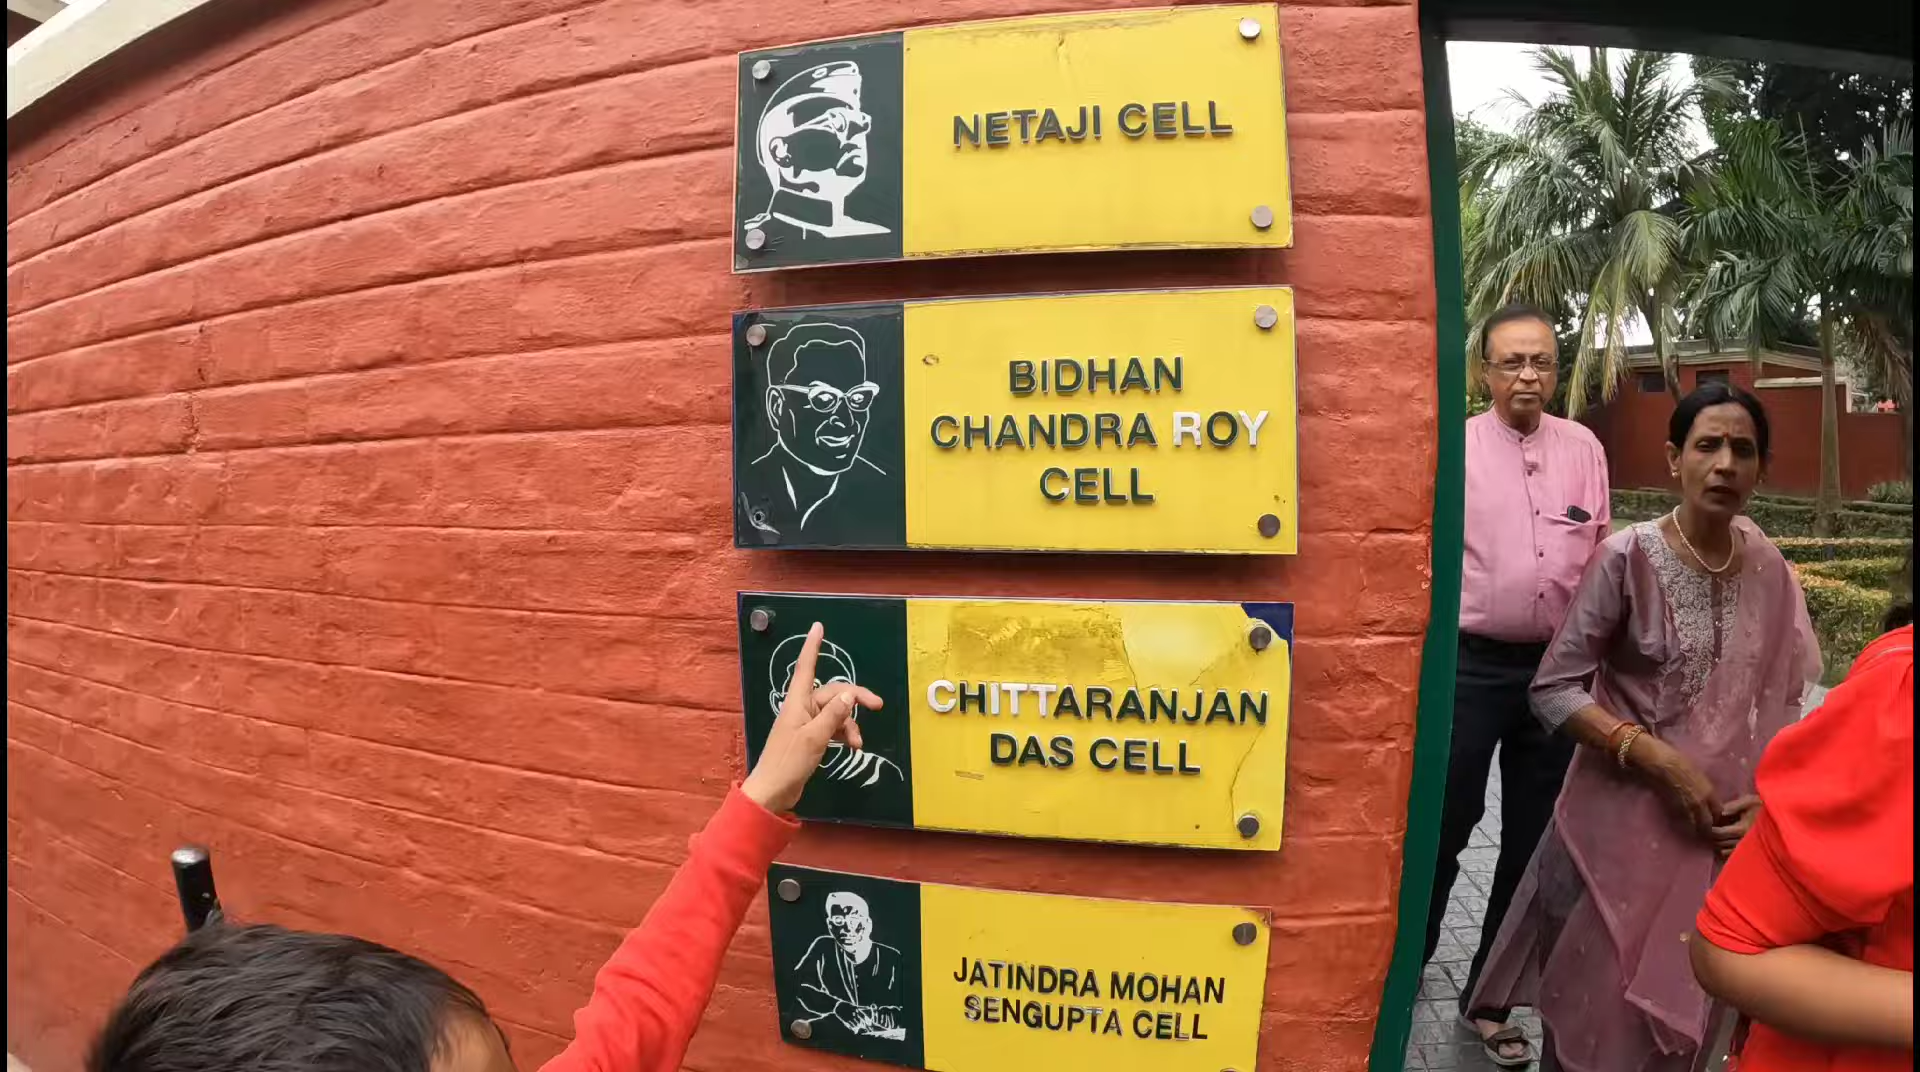 NETAJI CELL
BIDHAN
CHANDRA ROY
CELL
CHITTARANJAN
DAS CELL
JATINDRA MOHAN
SENGUPTA CELL